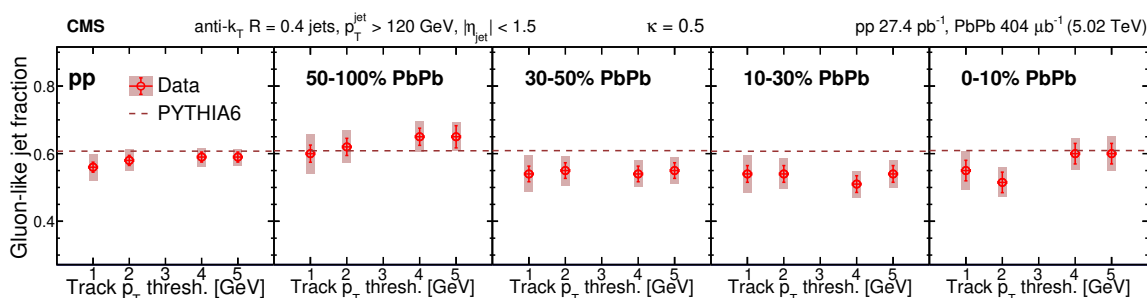 CMS anti-k_T R = 0.4 jets, p_T^jet > 120 GeV, |η_jet| < 1.5 κ = 0.5 pp 27.4 pb⁻¹, PbPb 404 μb⁻¹ (5.02 TeV)
Gluon-like jet fraction
0.8
0.6
0.4
pp
Data
PYTHIA6
50-100% PbPb
30-50% PbPb
10-30% PbPb
0-10% PbPb
1 2 3 4 5
1 2 3 4 5
1 2 3 4 5
1 2 3 4 5
1 2 3 4 5
Track p_T thresh. [GeV]
Track p_T thresh. [GeV]
Track p_T thresh. [GeV]
Track p_T thresh. [GeV]
Track p_T thresh. [GeV]